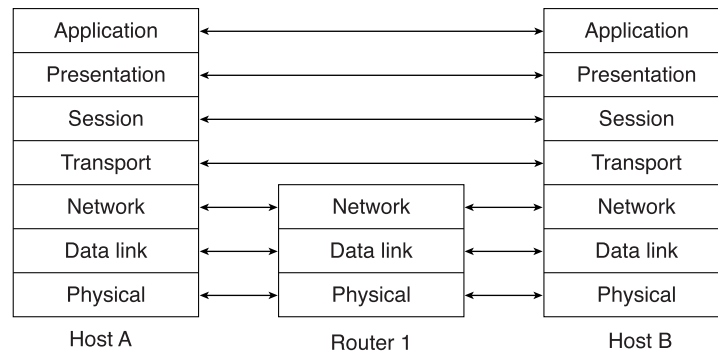 Application Application
Presentation Presentation
Session Session
Transport Transport
Network Network Network
Data link Data link Data link
Physical Physical Physical
Host A Router 1 Host B